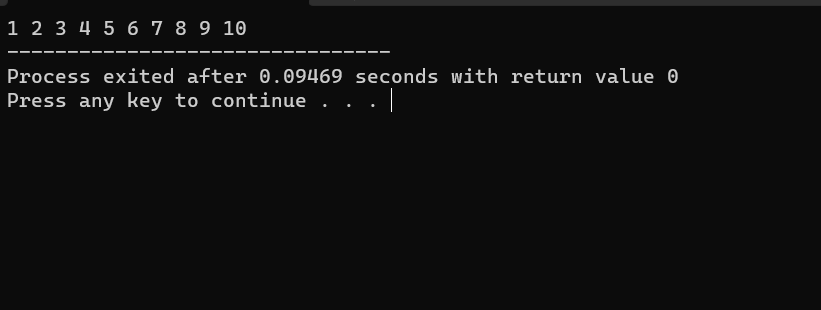 1 2 3 4 5 6 7 8 9 10
--------------------------------
Process exited after 0.09469 seconds with return value 0
Press any key to continue . . .